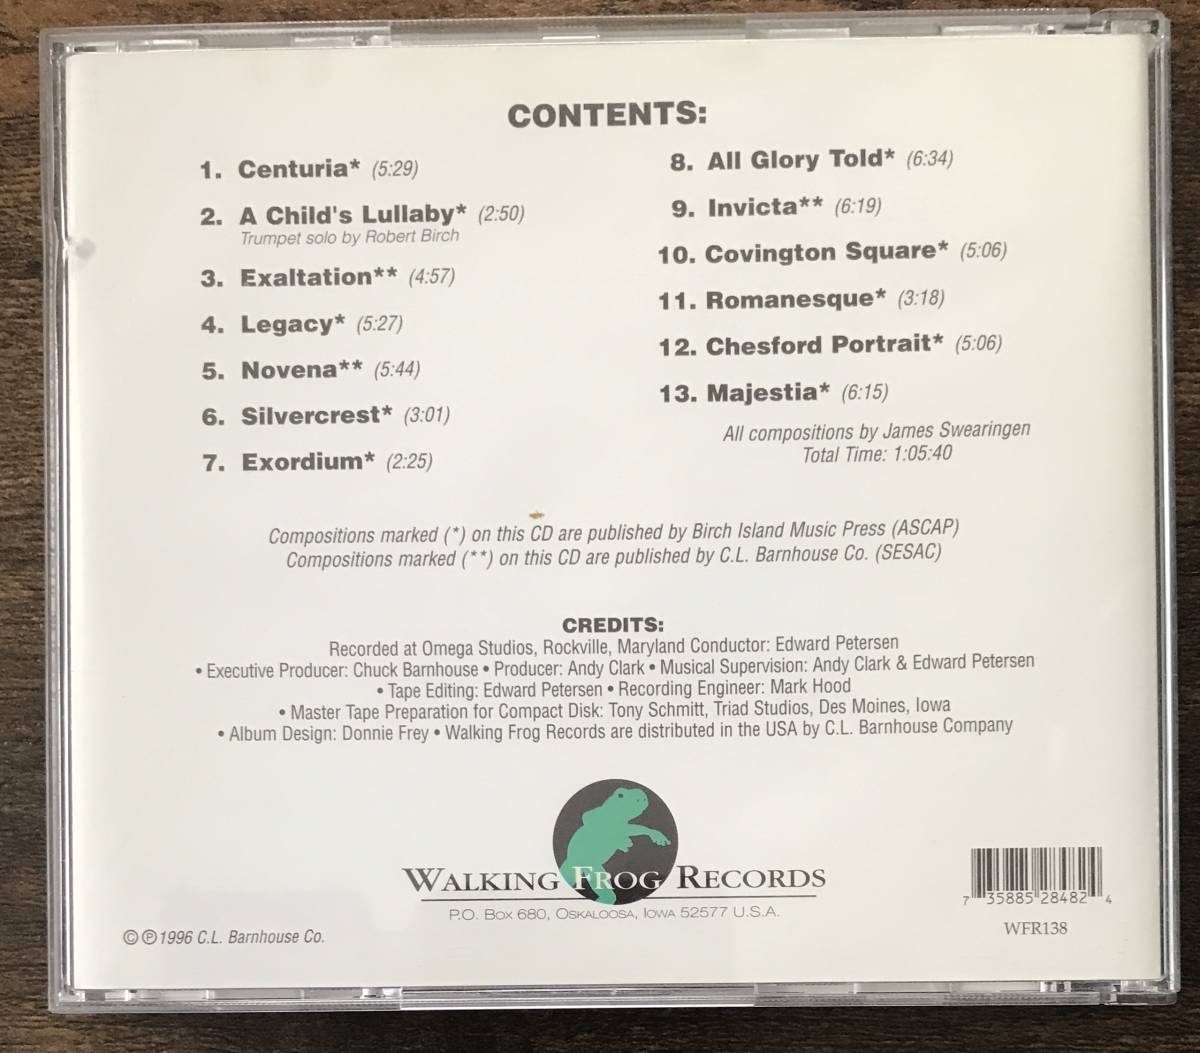 CONTENTS:
1. Centuria* (5:29)
2. A Child's Lullaby* (2:50)
Trumpet solo by Robert Birch
3. Exaltation** (4:57)
4. Legacy* (5:27)
5. Novena** (5:44)
6. Silvercrest* (3:01)
7. Exordium* (2:25)
8. All Glory Told* (6:34)
9. Invicta** (6:19)
10. Covington Square* (5:06)
11. Romanesque* (3:18)
12. Chesford Portrait* (5:06)
13. Majestia* (6:15)
All compositions by James Swearingen
Total Time: 1:05:40
Compositions marked (*) on this CD are published by Birch Island Music Press (ASCAP)
Compositions marked (**) on this CD are published by C.L. Barnhouse Co. (SESAC)
CREDITS:
Recorded at Omega Studios, Rockville, Maryland Conductor: Edward Petersen
• Executive Producer: Chuck Barnhouse • Producer: Andy Clark • Musical Supervision: Andy Clark & Edward Petersen
• Tape Editing: Edward Petersen • Recording Engineer: Mark Hood
• Master Tape Preparation for Compact Disk: Tony Schmitt, Triad Studios, Des Moines, Iowa
• Album Design: Donnie Frey • Walking Frog Records are distributed in the USA by C.L. Barnhouse Company
WALKING FROG RECORDS
P.O. BOX 680, OSKALOOSA, IOWA 52577 U.S.A.
© ℗ 1996 C.L. Barnhouse Co.
7 35885 28482 4
WFR138